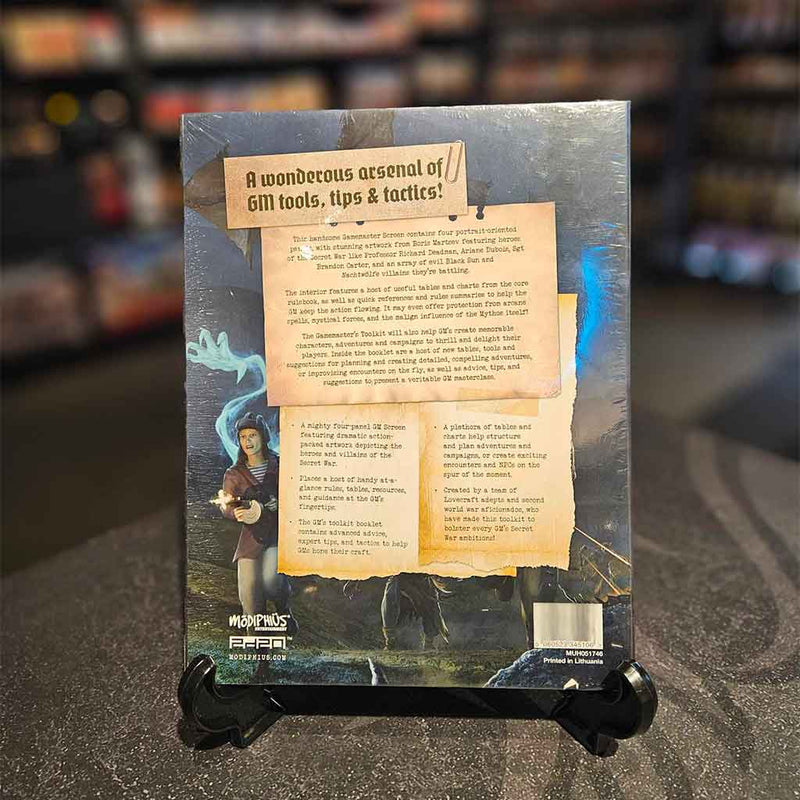 A wonderous arsenal of
GM tools, tips & tactics!
This handsome Gamemaster Screen contains four portrait-oriented
with stunning artwork from Boris Martsev featuring heroes
of the Secret War like Professor Richard Deadman, Ariane Dubois, Sgt
Brandon Carter, and an array of evil Black Sun and
Nachtwölfe villains they're battling.
The interior features a host of useful tables and charts from the core
rulebook, as well as quick references and rules summaries to help the
GM keep the action flowing. It may even offer protection from arcane
spells, mystical forces, and the malign influence of the Mythos itself!
The Gamemaster's Toolkit will also help GM's create memorable
characters, adventures and campaigns to thrill and delight their
players. Inside the booklet are a host of new tables, tools and
suggestions for planning and creating detailed, compelling adventures,
or improvising encounters on the fly, as well as advice, tips, and
suggestions to present a veritable GM masterclass.
• A mighty four-panel GM Screen
featuring dramatic action-
packed artwork depicting the
heroes and villains of the
Secret War.
• Places a host of handy at-a-
glance rules, tables, resources,
and guidance at the GM's
fingertips.
• The GM's toolkit booklet
contains advanced advice,
expert tips, and tactics to help
GMs hone their craft.
• A plethora of tables and
charts help structure
and plan adventures and
campaigns, or create exciting
encounters and NPCs on the
spur of the moment.
• Created by a team of
Lovecraft adepts and second
world war aficionados, who
have made this toolkit to
bolster every GM's Secret
War ambitions!
MŌDIPHIÜS
ENTERTAINMENT
2d20™
MODIPHIUS.COM
MUH051746
Printed in Lithuania